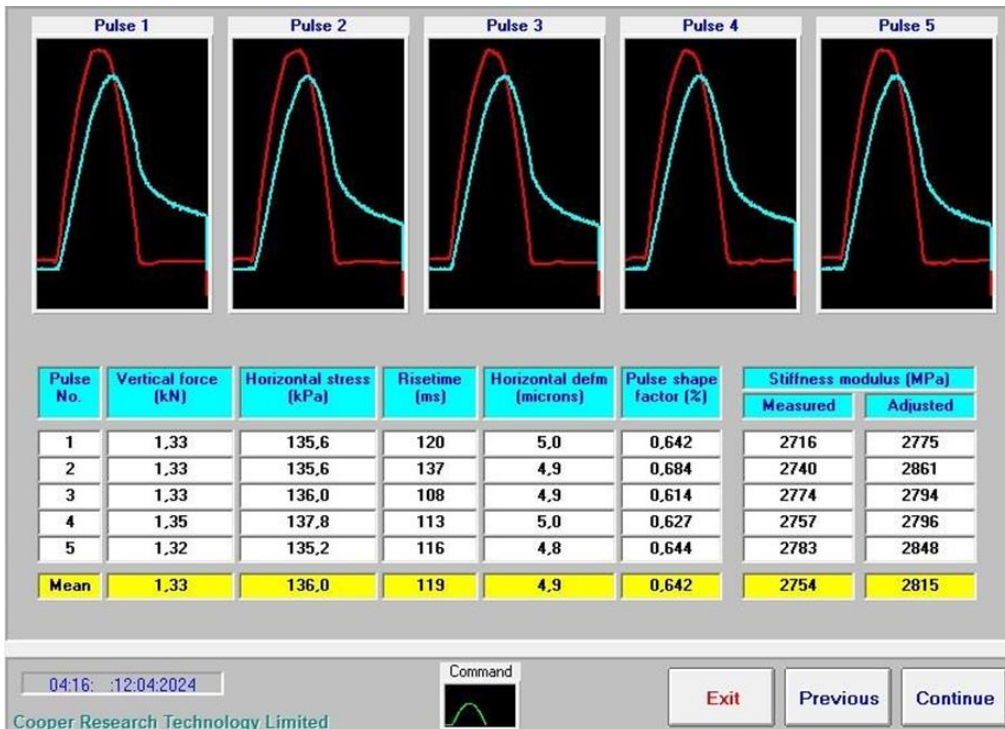 Pulse 1 Pulse 2 Pulse 3 Pulse 4 Pulse 5
Pulse No. Vertical force (kN) Horizontal stress (kPa) Risetime (ms) Horizontal defm (microns) Pulse shape factor (%) Stiffness modulus (MPa)
Measured Adjusted
1 1,33 135,6 120 5,0 0,642 2716 2775
2 1,33 135,6 137 4,9 0,684 2740 2861
3 1,33 136,0 108 4,9 0,614 2774 2794
4 1,35 137,8 113 5,0 0,627 2757 2796
5 1,32 135,2 116 4,8 0,644 2783 2848
Mean 1,33 136,0 119 4,9 0,642 2754 2815
04:16: :12:04:2024
Command
Exit Previous Continue
Cooper Research Technology Limited